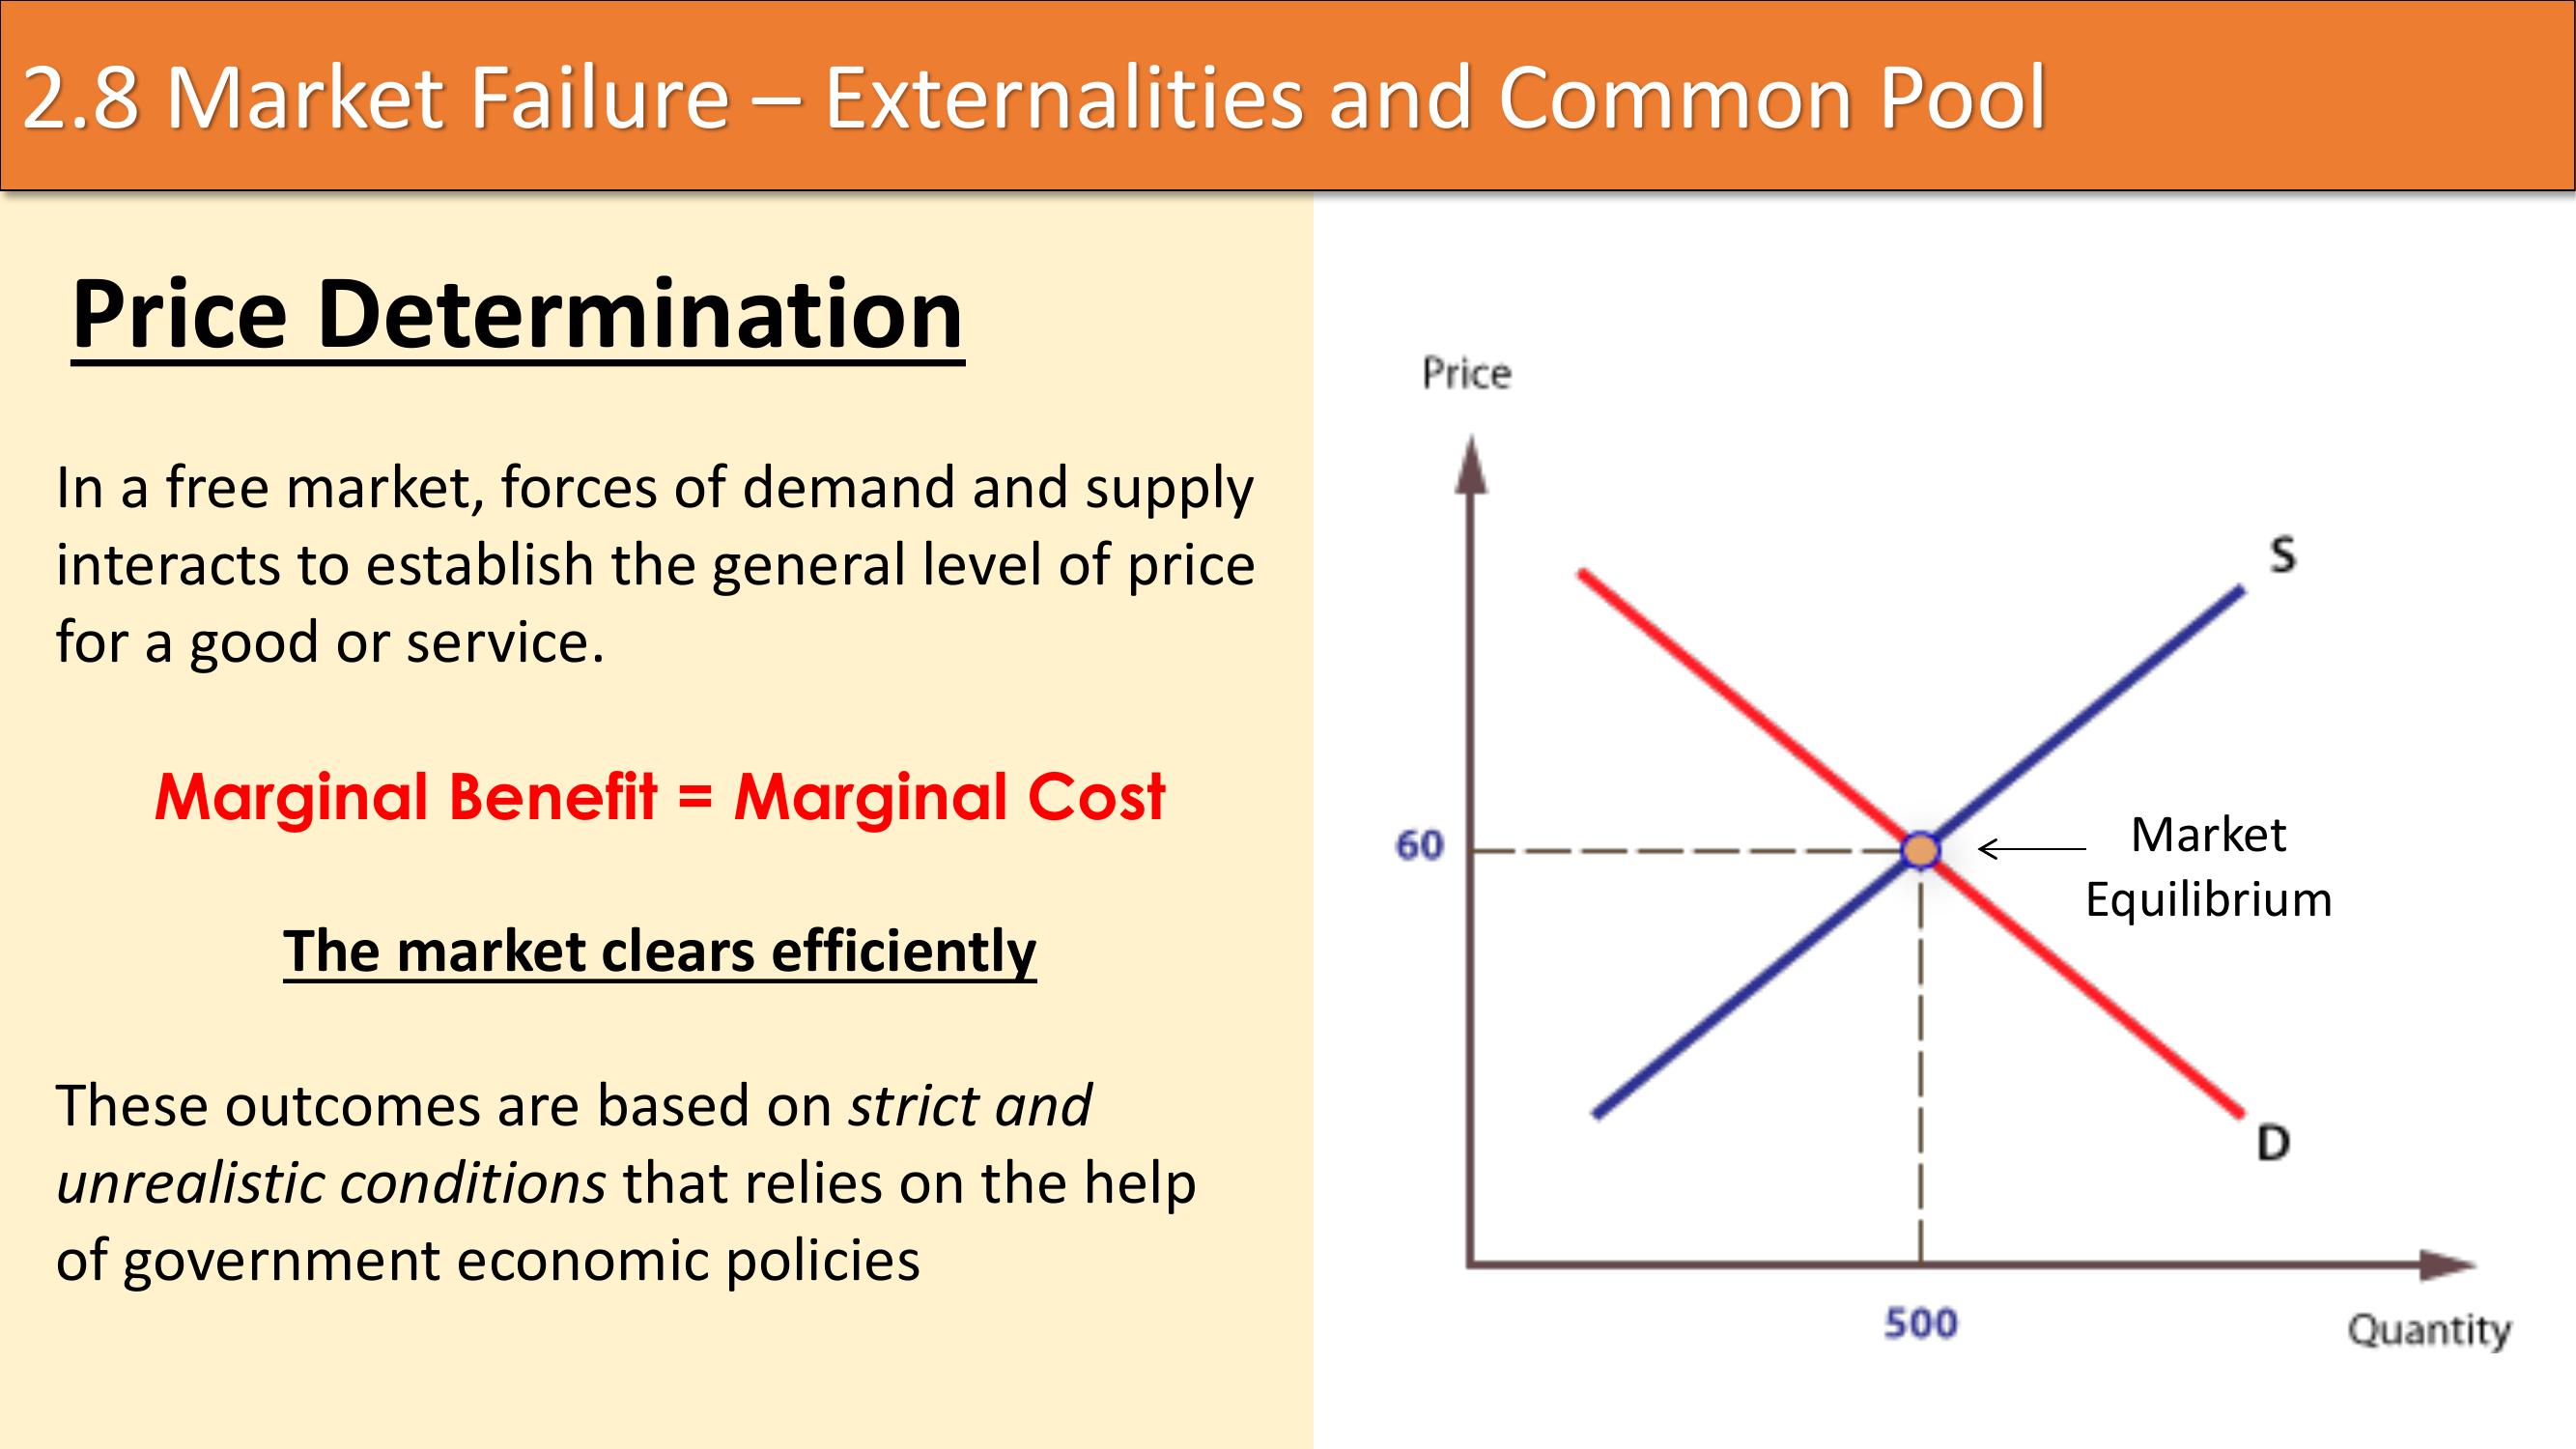 2.8 Market Failure – Externalities and Common Pool
Price Determination
In a free market, forces of demand and supply
interacts to establish the general level of price
for a good or service.
Marginal Benefit = Marginal Cost
The market clears efficiently
These outcomes are based on strict and
unrealistic conditions that relies on the help
of government economic policies
Price
S
60
Market
Equilibrium
D
500
Quantity